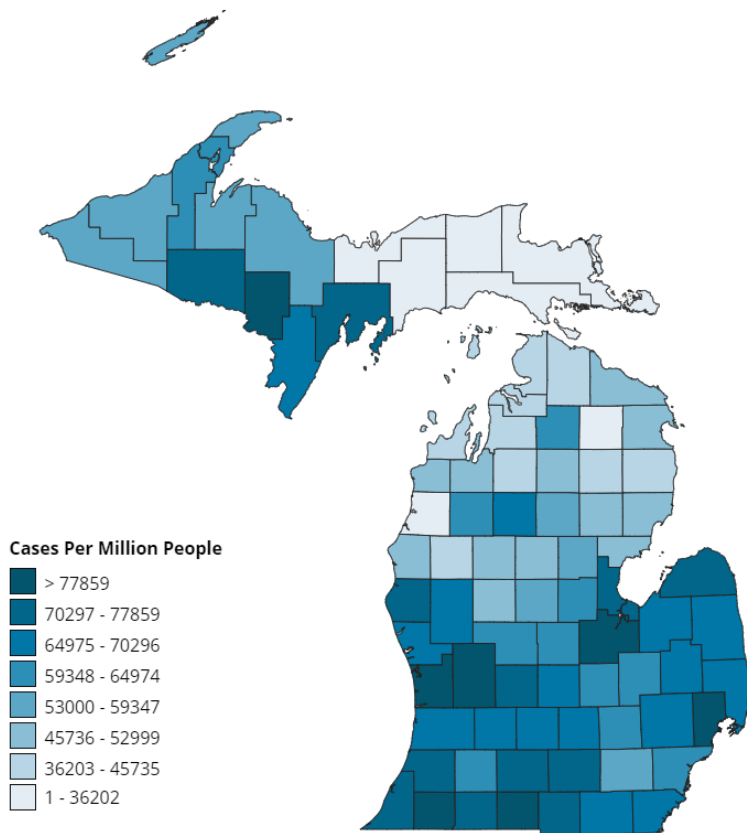 Cases Per Million People
> 77859
70297 - 77859
64975 - 70296
59348 - 64974
53000 - 59347
45736 - 52999
36203 - 45735
1 - 36202